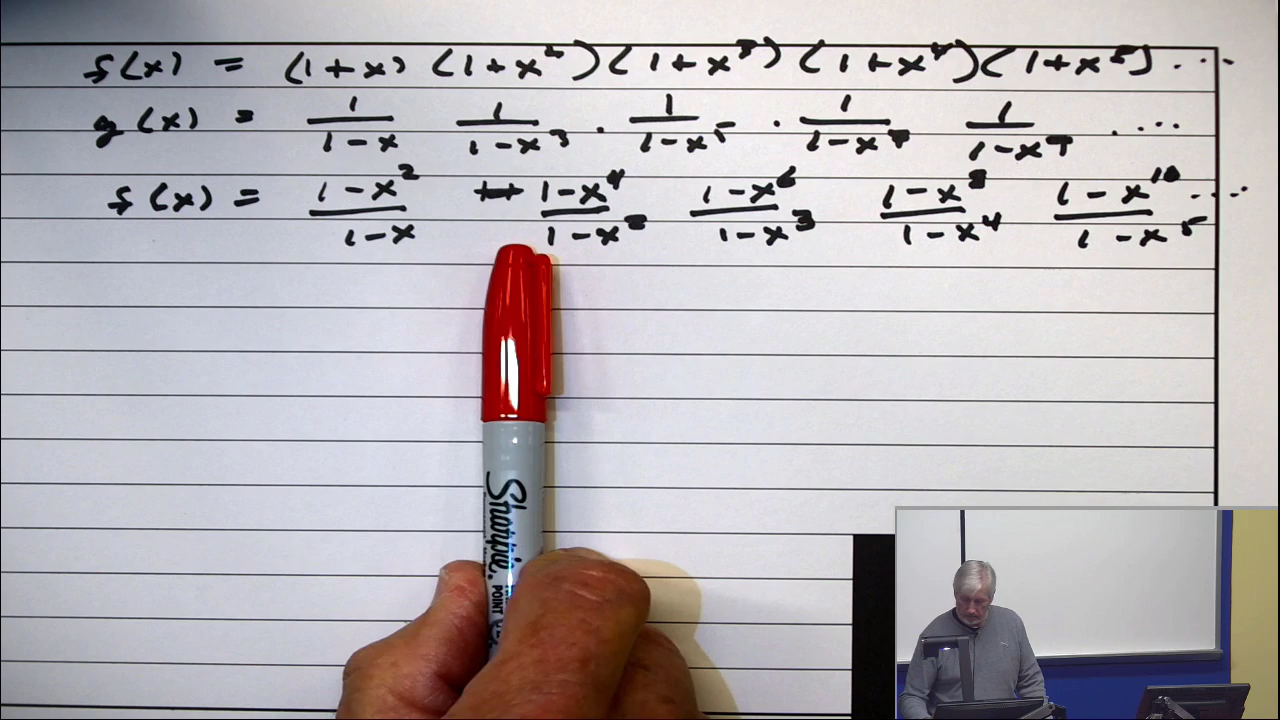 f(x) = (1+x) (1+x²) (1+x³) (1+x⁴) (1+x⁵) ....
g(x) = 1/(1-x) 1/(1-x³) · 1/(1-x⁵) · 1/(1-x⁷) 1/(1-x⁹) ....
f(x) = (1-x²)/(1-x) (1-x⁴)/(1-x²) (1-x⁶)/(1-x³) (1-x⁸)/(1-x⁴) (1-x¹⁰)/(1-x⁵) ....
Sharpie.
POINT